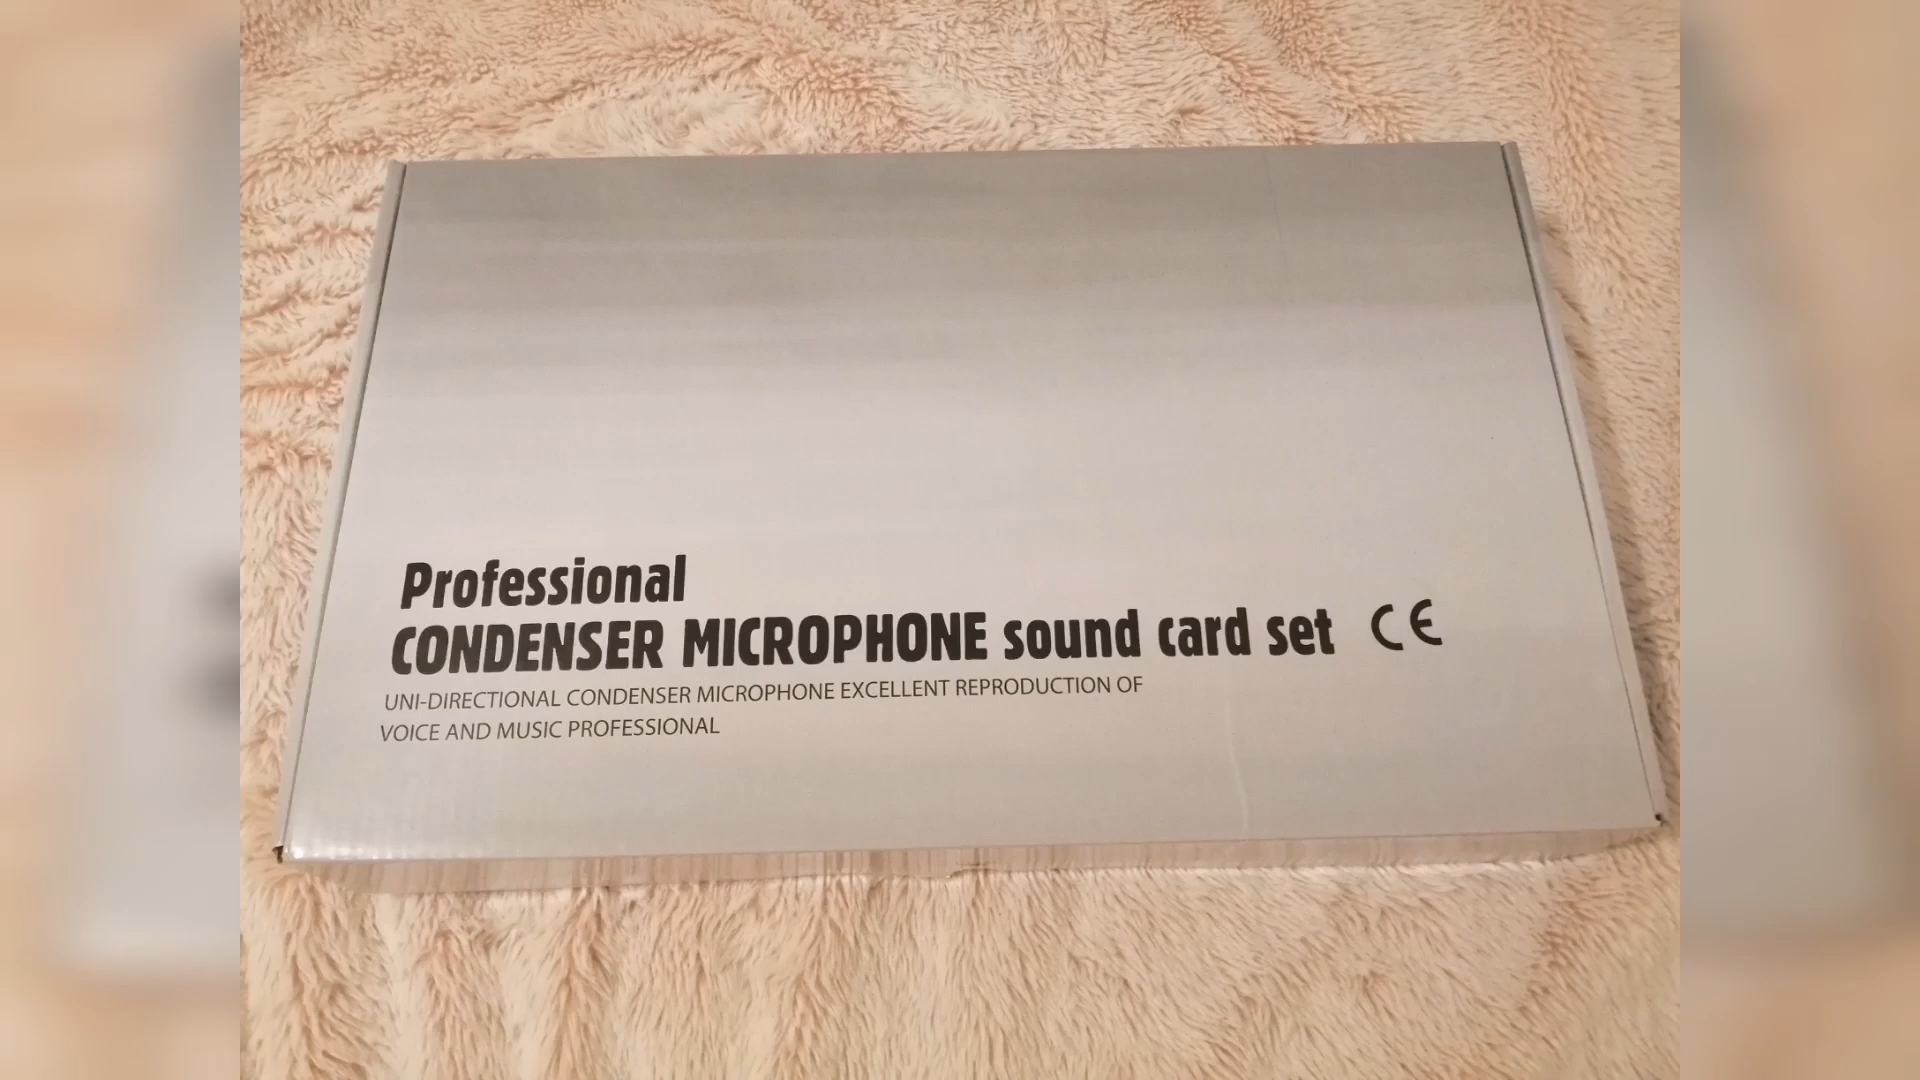 Professional
CONDENSER MICROPHONE sound card set CE
UNI-DIRECTIONAL CONDENSER MICROPHONE EXCELLENT REPRODUCTION OF
VOICE AND MUSIC PROFESSIONAL